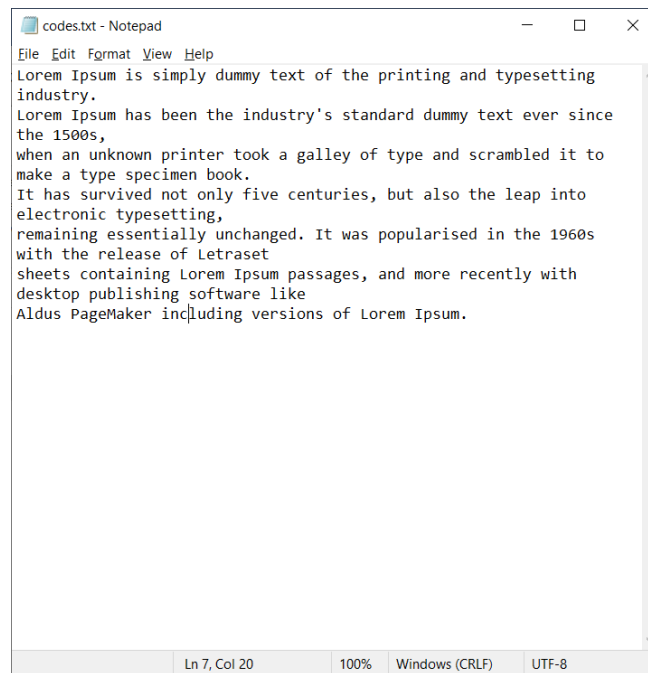 codes.txt - Notepad
File Edit Format View Help
Lorem Ipsum is simply dummy text of the printing and typesetting
industry.
Lorem Ipsum has been the industry's standard dummy text ever since
the 1500s,
when an unknown printer took a galley of type and scrambled it to
make a type specimen book.
It has survived not only five centuries, but also the leap into
electronic typesetting,
remaining essentially unchanged. It was popularised in the 1960s
with the release of Letraset
sheets containing Lorem Ipsum passages, and more recently with
desktop publishing software like
Aldus PageMaker including versions of Lorem Ipsum.
Ln 7, Col 20 100% Windows (CRLF) UTF-8